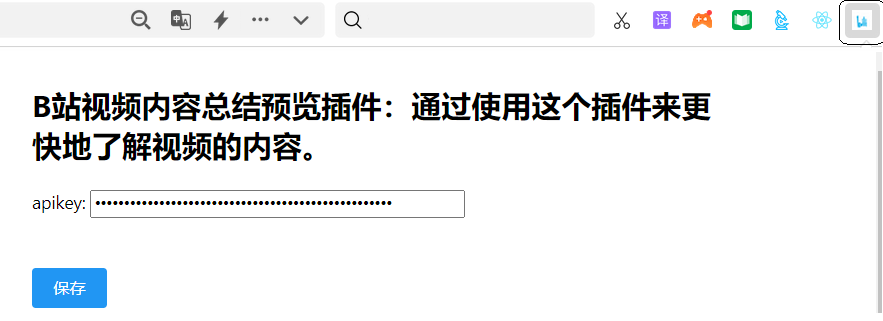 译
B站视频内容总结预览插件：通过使用这个插件来更
快地了解视频的内容。
apikey: ••••••••••••••••••••••••••••••••••••••••••••••••••••
保存